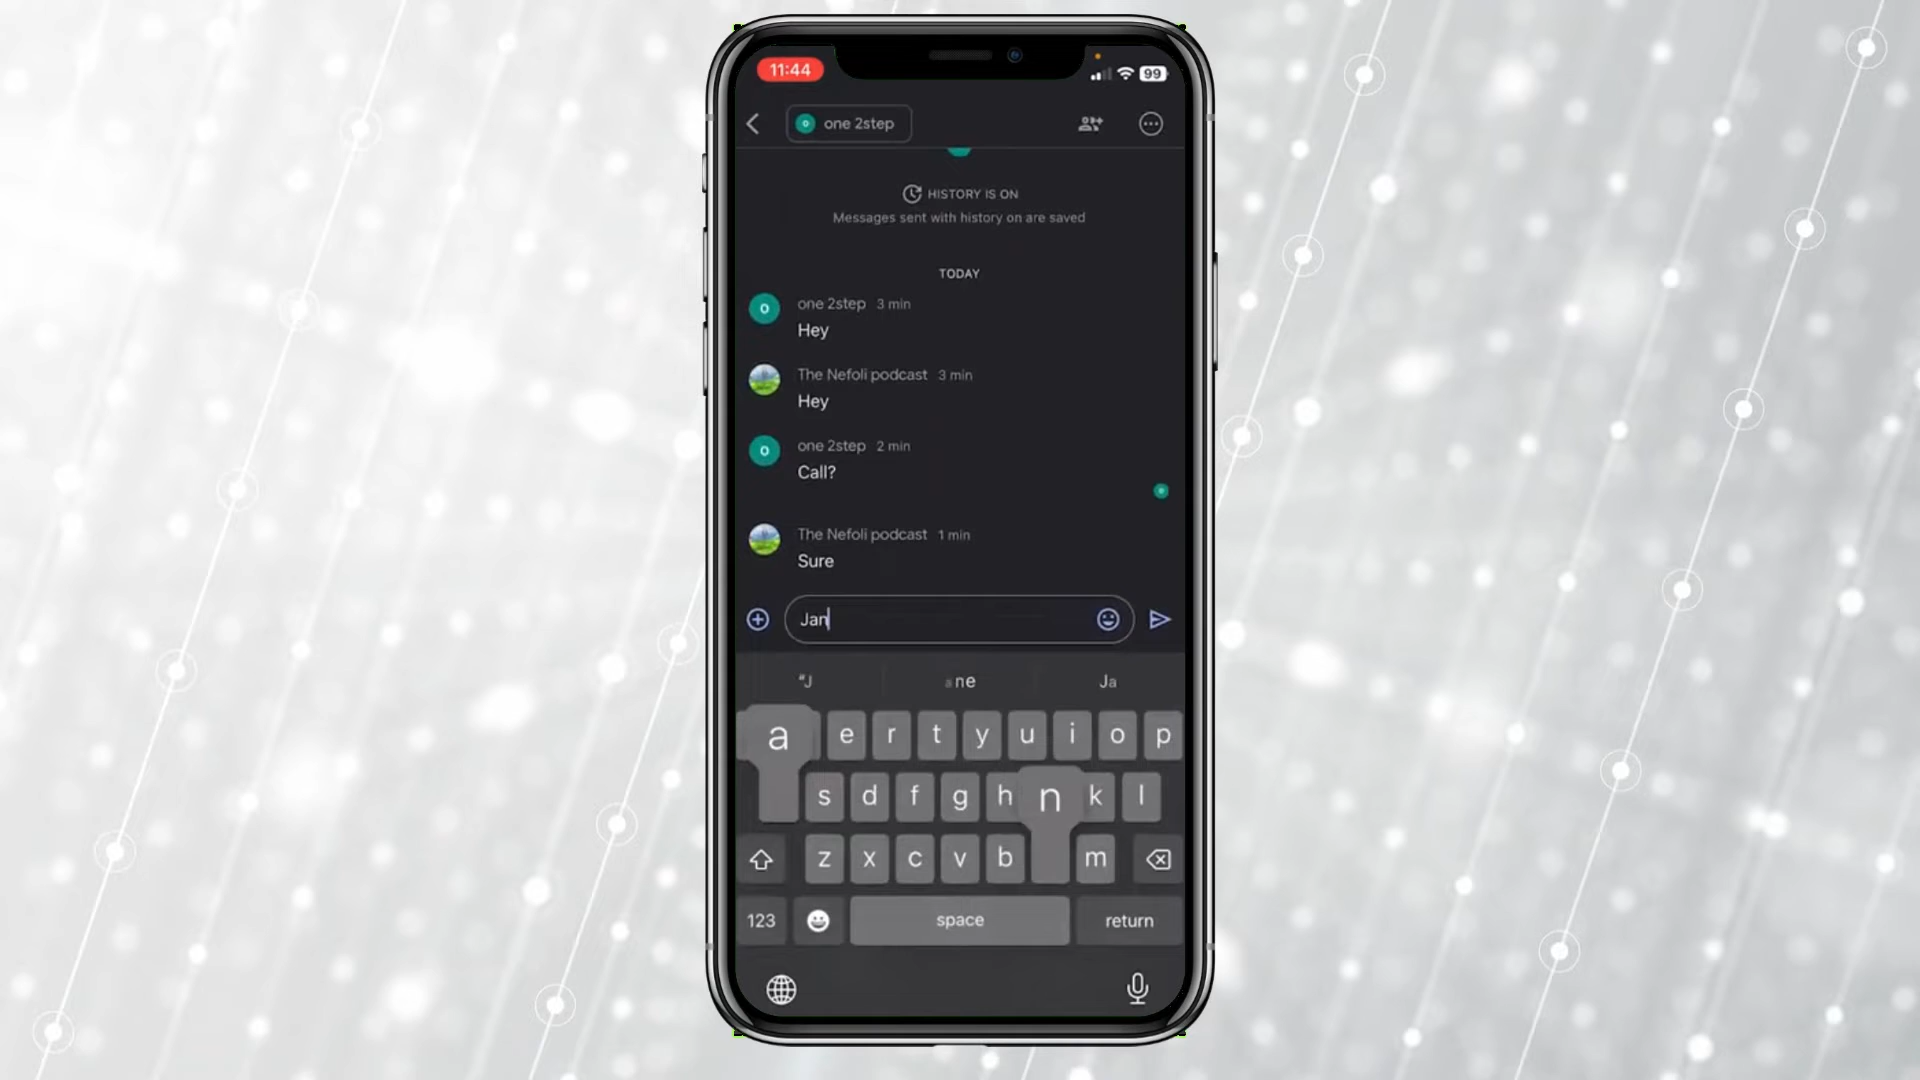 11:44
99
o one 2step
HISTORY IS ON
Messages sent with history on are saved
TODAY
o one 2step 3 min
Hey
The Nefoli podcast 3 min
Hey
o one 2step 2 min
Call?
The Nefoli podcast 1 min
Sure
Jan
“J ane Ja
a e r t y u i o p
s d f g h n k l
z x c v b m
123 space return